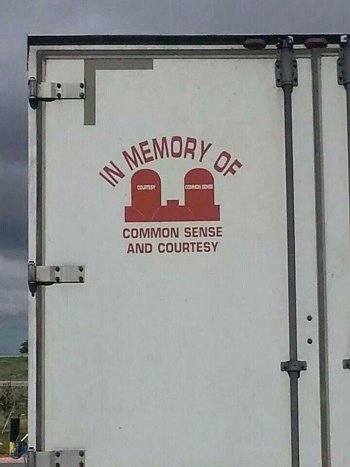 IN MEMORY OF
COURTESY
COMMON SENSE
COMMON SENSE
AND COURTESY